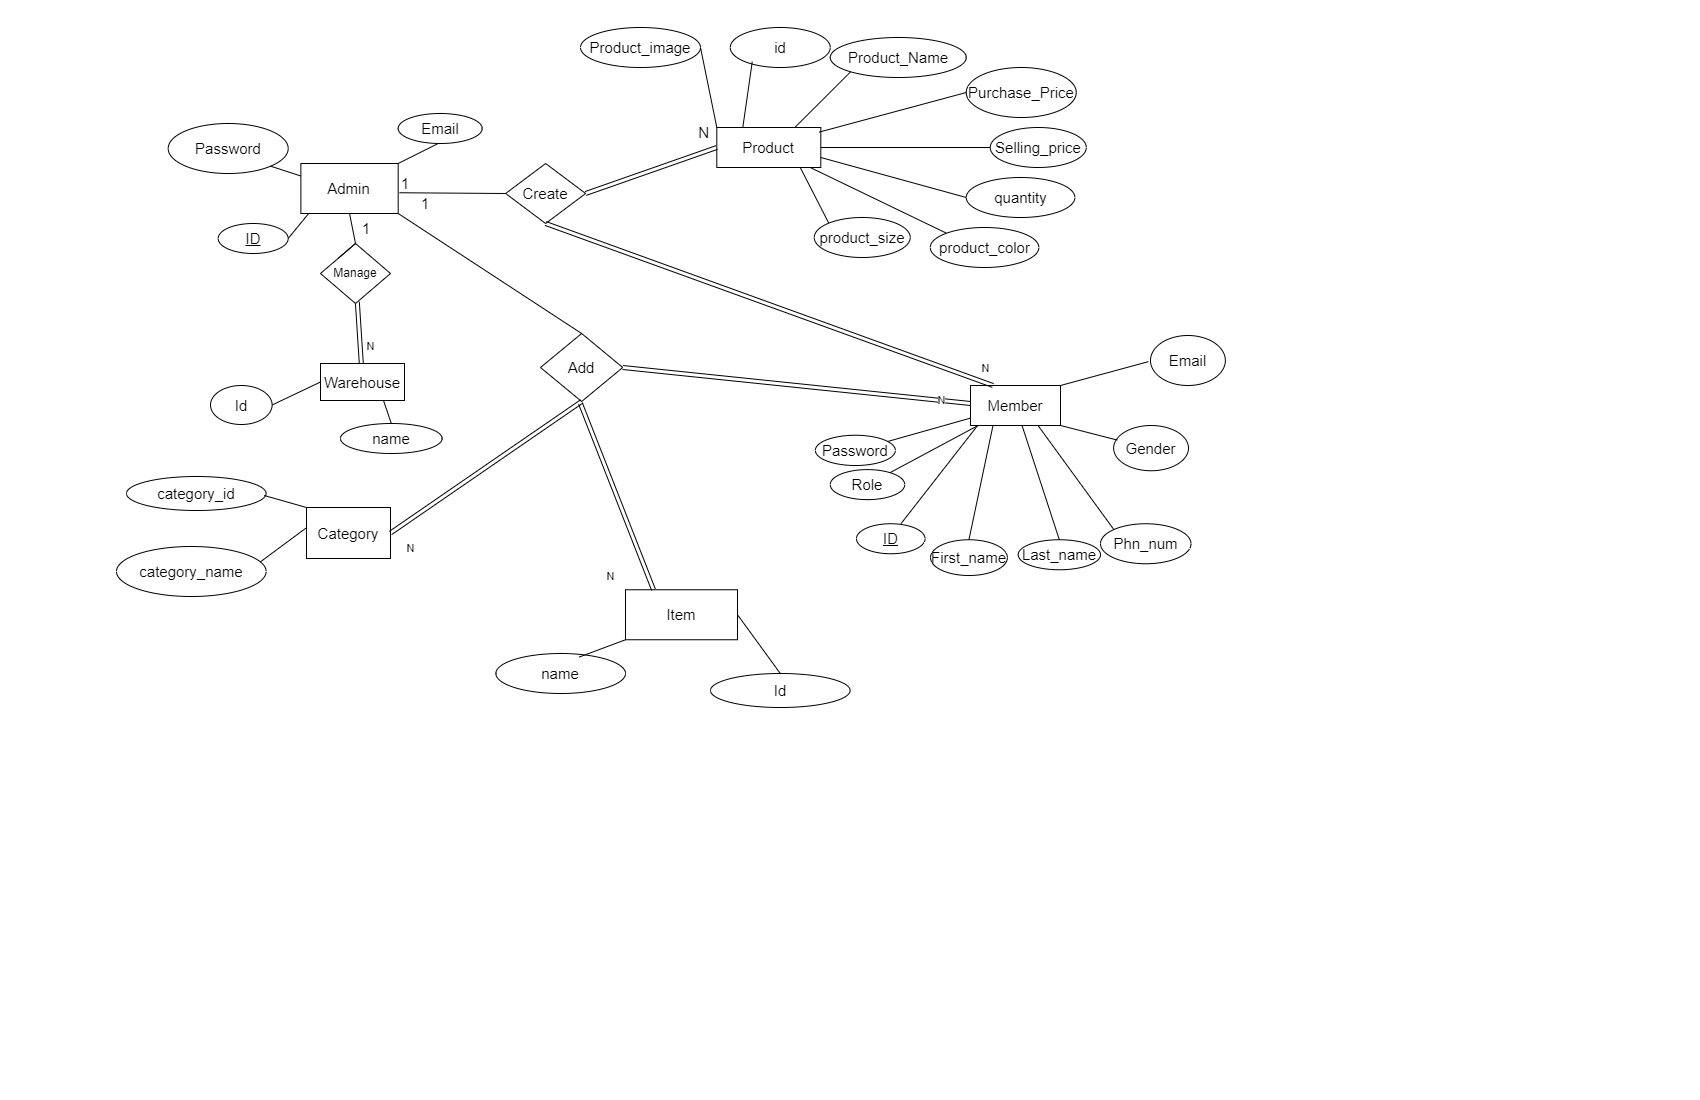 Product_image
id
Product_Name
Purchase_Price
Email
Password
N
Product
Selling_price
Admin
1
Create
1
quantity
ID
1
product_size
product_color
Manage
N
Warehouse
Id
name
Add
N
N
Member
Email
Gender
Password
Role
ID
First_name
Last_name
Phn_num
category_id
Category
N
category_name
N
Item
name
Id